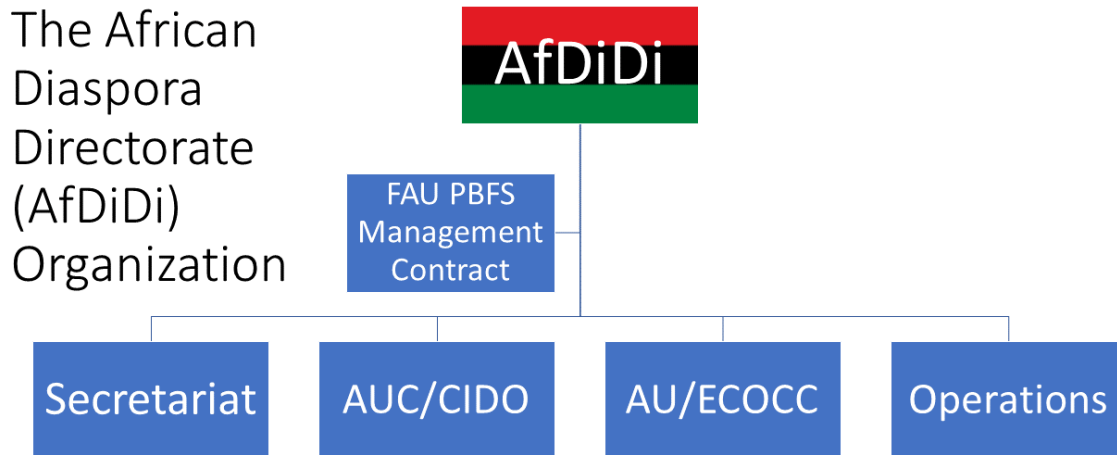 The African
Diaspora
Directorate
(AfDiDi)
Organization
AfDiDi
FAU PBFS
Management
Contract
Secretariat
AUC/CIDO
AU/ECOCC
Operations